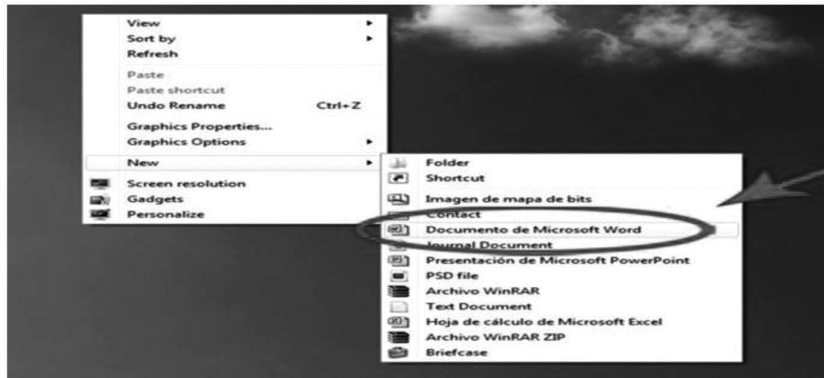 View
Sort by
Refresh
Paste
Paste shortcut
Undo Rename Ctrl+Z
Graphics Properties...
Graphics Options
New
Screen resolution
Gadgets
Personalize
Folder
Shortcut
Imagen de mapa de bits
Contact
Documento de Microsoft Word
Journal Document
Presentación de Microsoft PowerPoint
PSD file
Archivo WinRAR
Text Document
Hoja de cálculo de Microsoft Excel
Archivo WinRAR ZIP
Briefcase